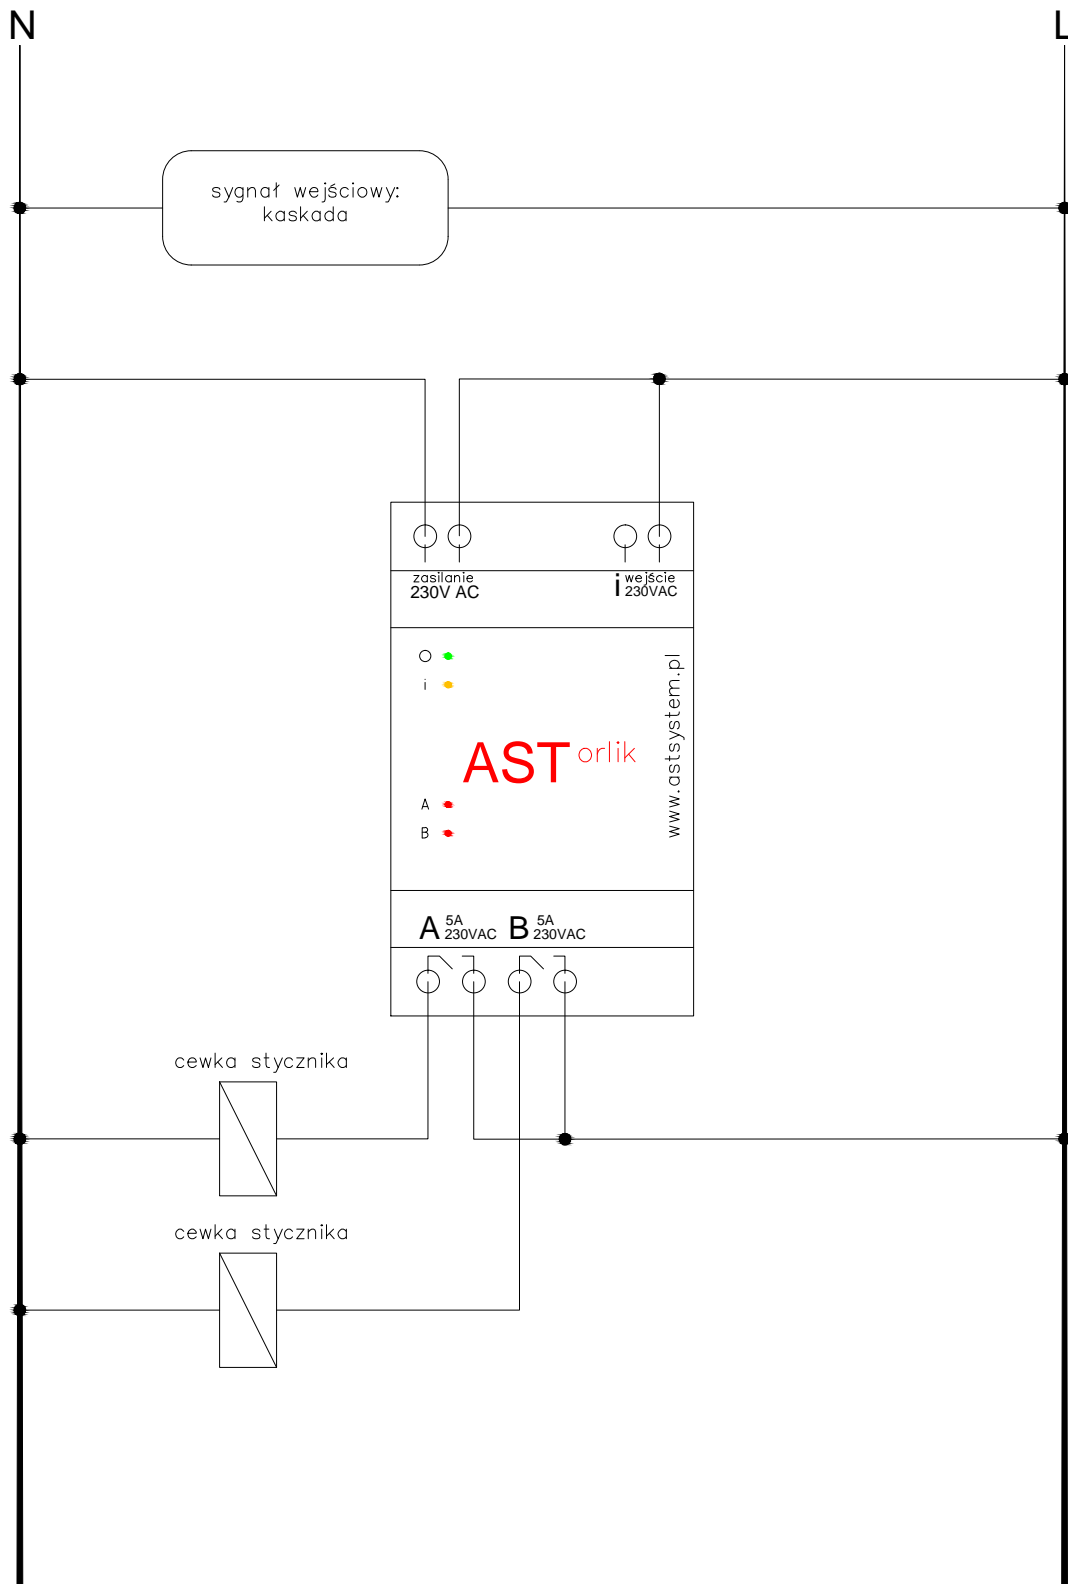 N
L
sygnał wejściowy:
kaskada
zasilanie
230V AC
i wejście
230VAC
i
AST orlik
www.astsystem.pl
A
B
A 5A
230VAC
B 5A
230VAC
cewka stycznika
cewka stycznika